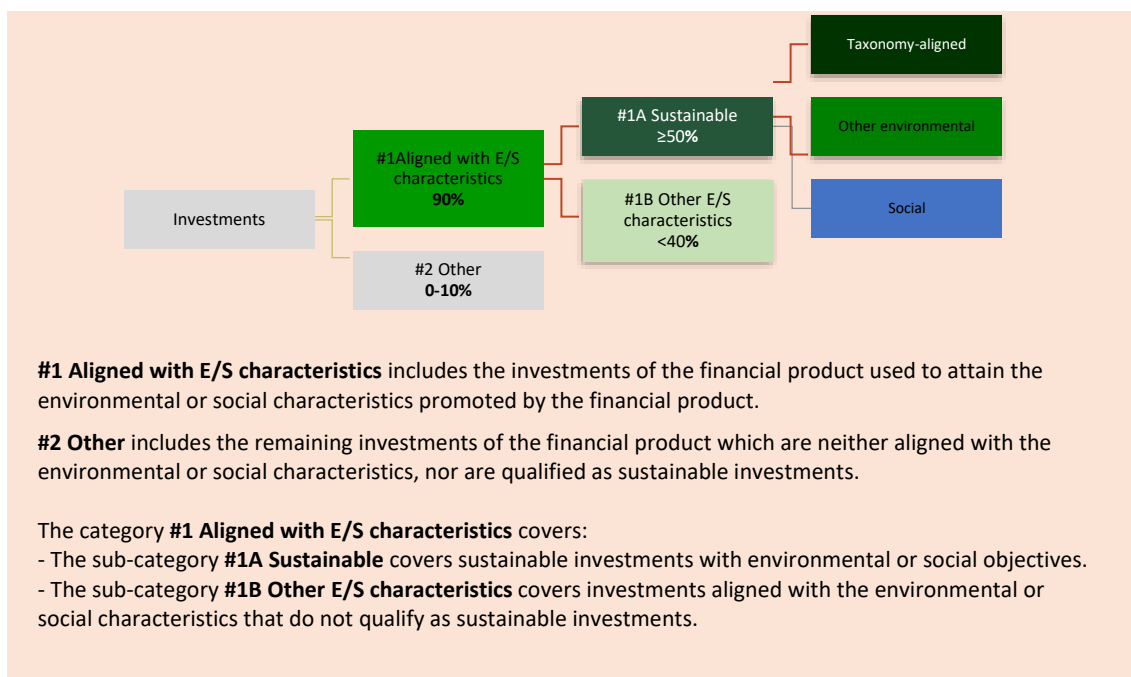 Taxonomy-aligned
#1A Sustainable
≥50%
Other environmental
#1Aligned with E/S
characteristics
90%
#1B Other E/S
characteristics
<40%
Social
Investments
#2 Other
0-10%
#1 Aligned with E/S characteristics includes the investments of the financial product used to attain the
environmental or social characteristics promoted by the financial product.
#2 Other includes the remaining investments of the financial product which are neither aligned with the
environmental or social characteristics, nor are qualified as sustainable investments.
The category #1 Aligned with E/S characteristics covers:
- The sub-category #1A Sustainable covers sustainable investments with environmental or social objectives.
- The sub-category #1B Other E/S characteristics covers investments aligned with the environmental or
social characteristics that do not qualify as sustainable investments.